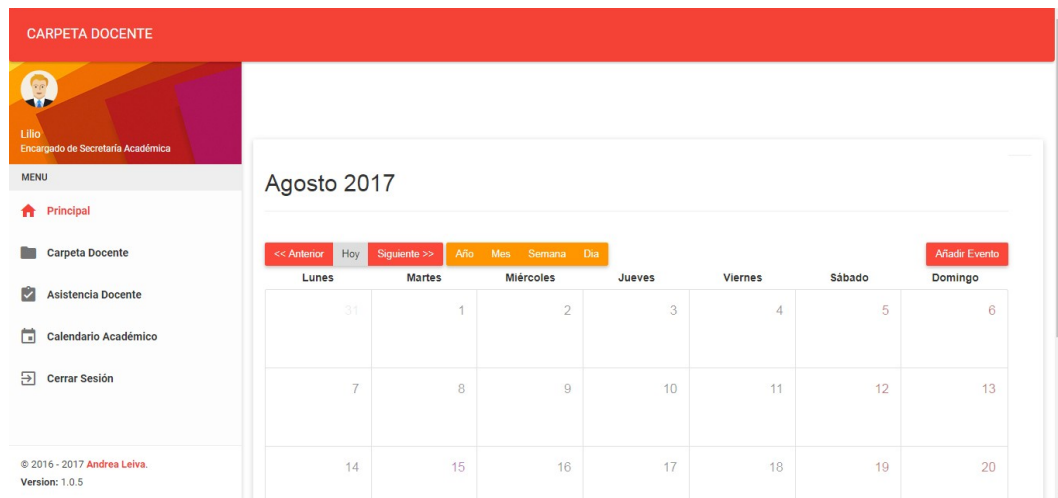 CARPETA DOCENTE
Lilio
Encargado de Secretaría Académica
MENU
Principal
Carpeta Docente
Asistencia Docente
Calendario Académico
Cerrar Sesión
© 2016 - 2017 Andrea Leiva.
Version: 1.0.5
Agosto 2017
<< Anterior Hoy Siguiente >> Año Mes Semana Dia Añadir Evento
Lunes Martes Miércoles Jueves Viernes Sábado Domingo
31 1 2 3 4 5 6
7 8 9 10 11 12 13
14 15 16 17 18 19 20